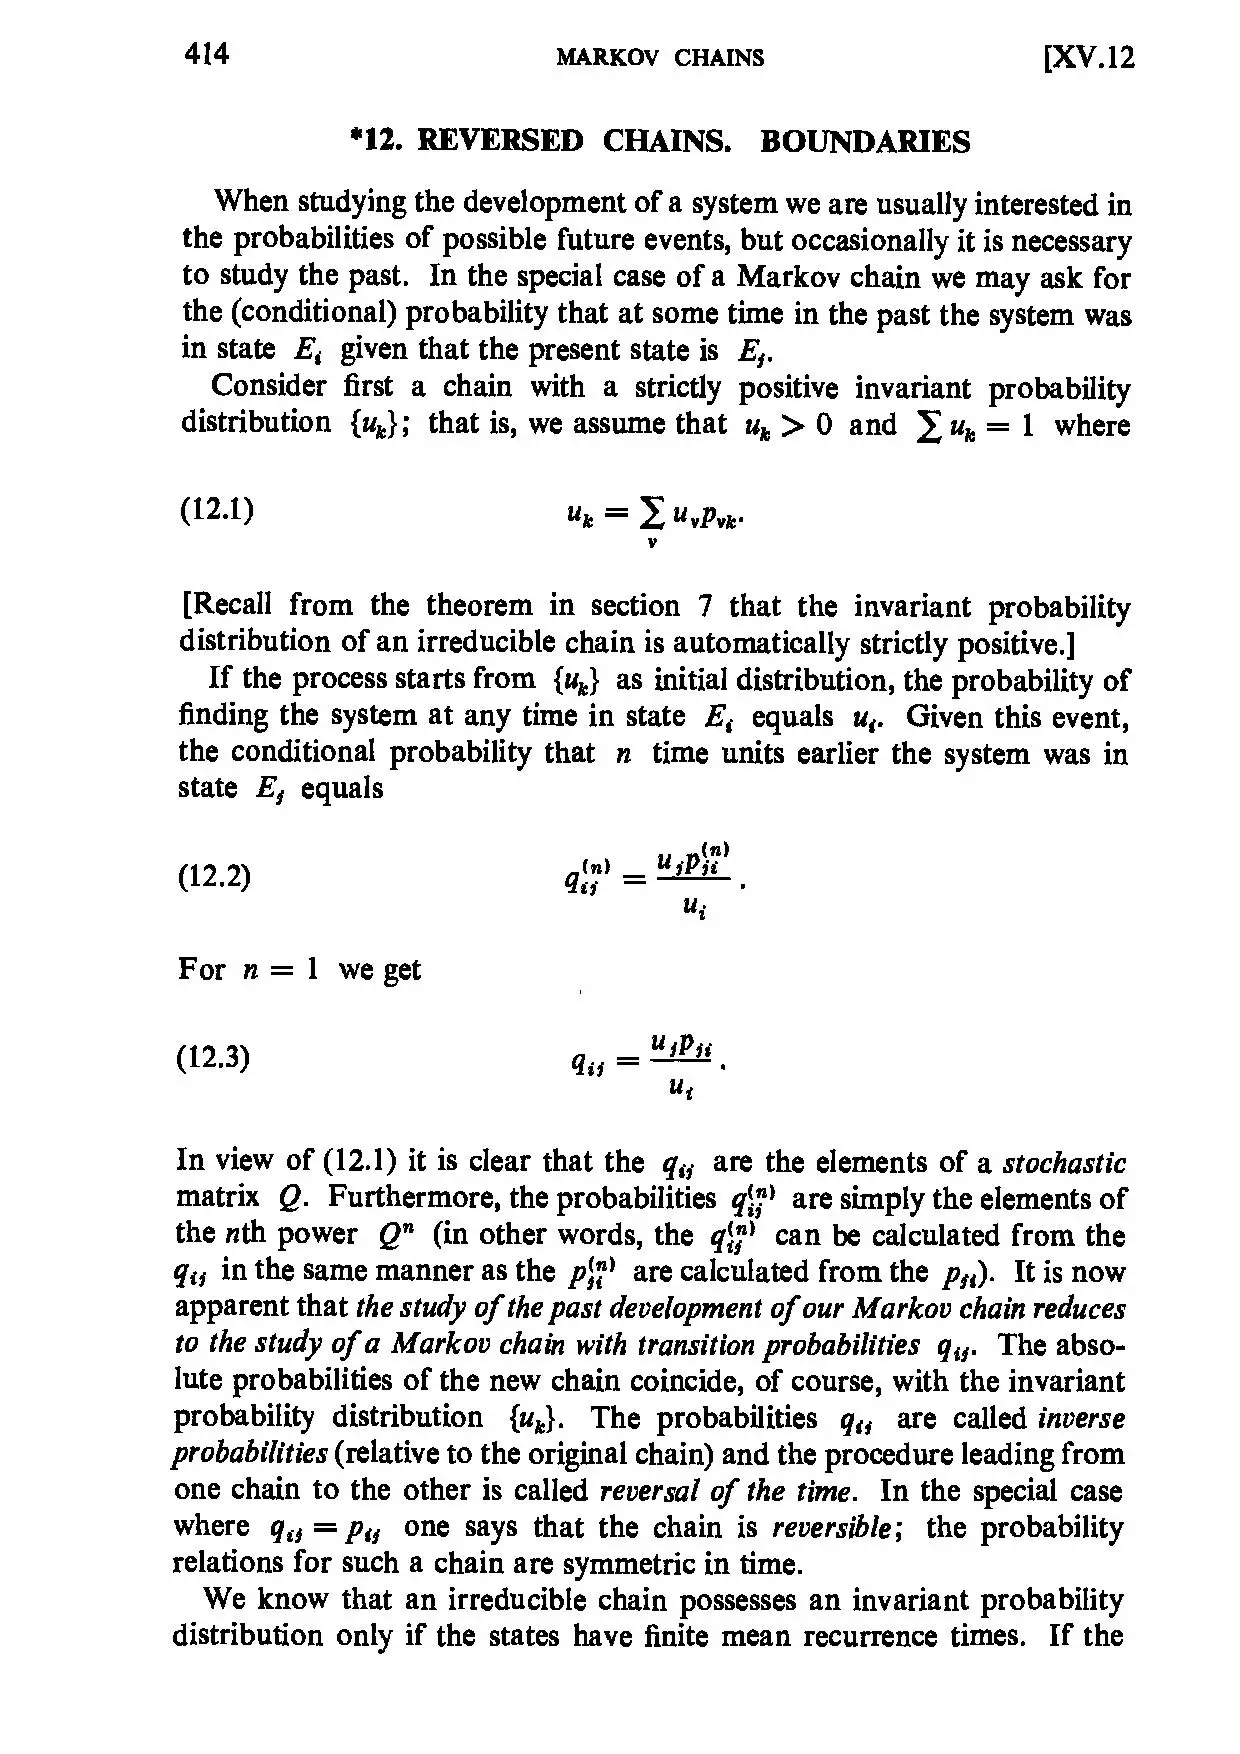 414 MARKOV CHAINS [XV.12
*12. REVERSED CHAINS. BOUNDARIES
When studying the development of a system we are usually interested in
the probabilities of possible future events, but occasionally it is necessary
to study the past. In the special case of a Markov chain we may ask for
the (conditional) probability that at some time in the past the system was
in state E_i given that the present state is E_j.
Consider first a chain with a strictly positive invariant probability
distribution {u_k}; that is, we assume that u_k > 0 and ∑ u_k = 1 where
(12.1) u_k = ∑_ν u_ν p_{νk}.
[Recall from the theorem in section 7 that the invariant probability
distribution of an irreducible chain is automatically strictly positive.]
If the process starts from {u_k} as initial distribution, the probability of
finding the system at any time in state E_i equals u_i. Given this event,
the conditional probability that n time units earlier the system was in
state E_j equals
(12.2) q_{ij}^{(n)} = u_j p_{ji}^{(n)} / u_i .
For n = 1 we get
(12.3) q_{ij} = u_j p_{ji} / u_i .
In view of (12.1) it is clear that the q_{ij} are the elements of a stochastic
matrix Q. Furthermore, the probabilities q_{ij}^{(n)} are simply the elements of
the nth power Q^n (in other words, the q_{ij}^{(n)} can be calculated from the
q_{ij} in the same manner as the p_{ji}^{(n)} are calculated from the p_{ji}). It is now
apparent that the study of the past development of our Markov chain reduces
to the study of a Markov chain with transition probabilities q_{ij}. The abso-
lute probabilities of the new chain coincide, of course, with the invariant
probability distribution {u_k}. The probabilities q_{ij} are called inverse
probabilities (relative to the original chain) and the procedure leading from
one chain to the other is called reversal of the time. In the special case
where q_{ij} = p_{ij} one says that the chain is reversible; the probability
relations for such a chain are symmetric in time.
We know that an irreducible chain possesses an invariant probability
distribution only if the states have finite mean recurrence times. If the